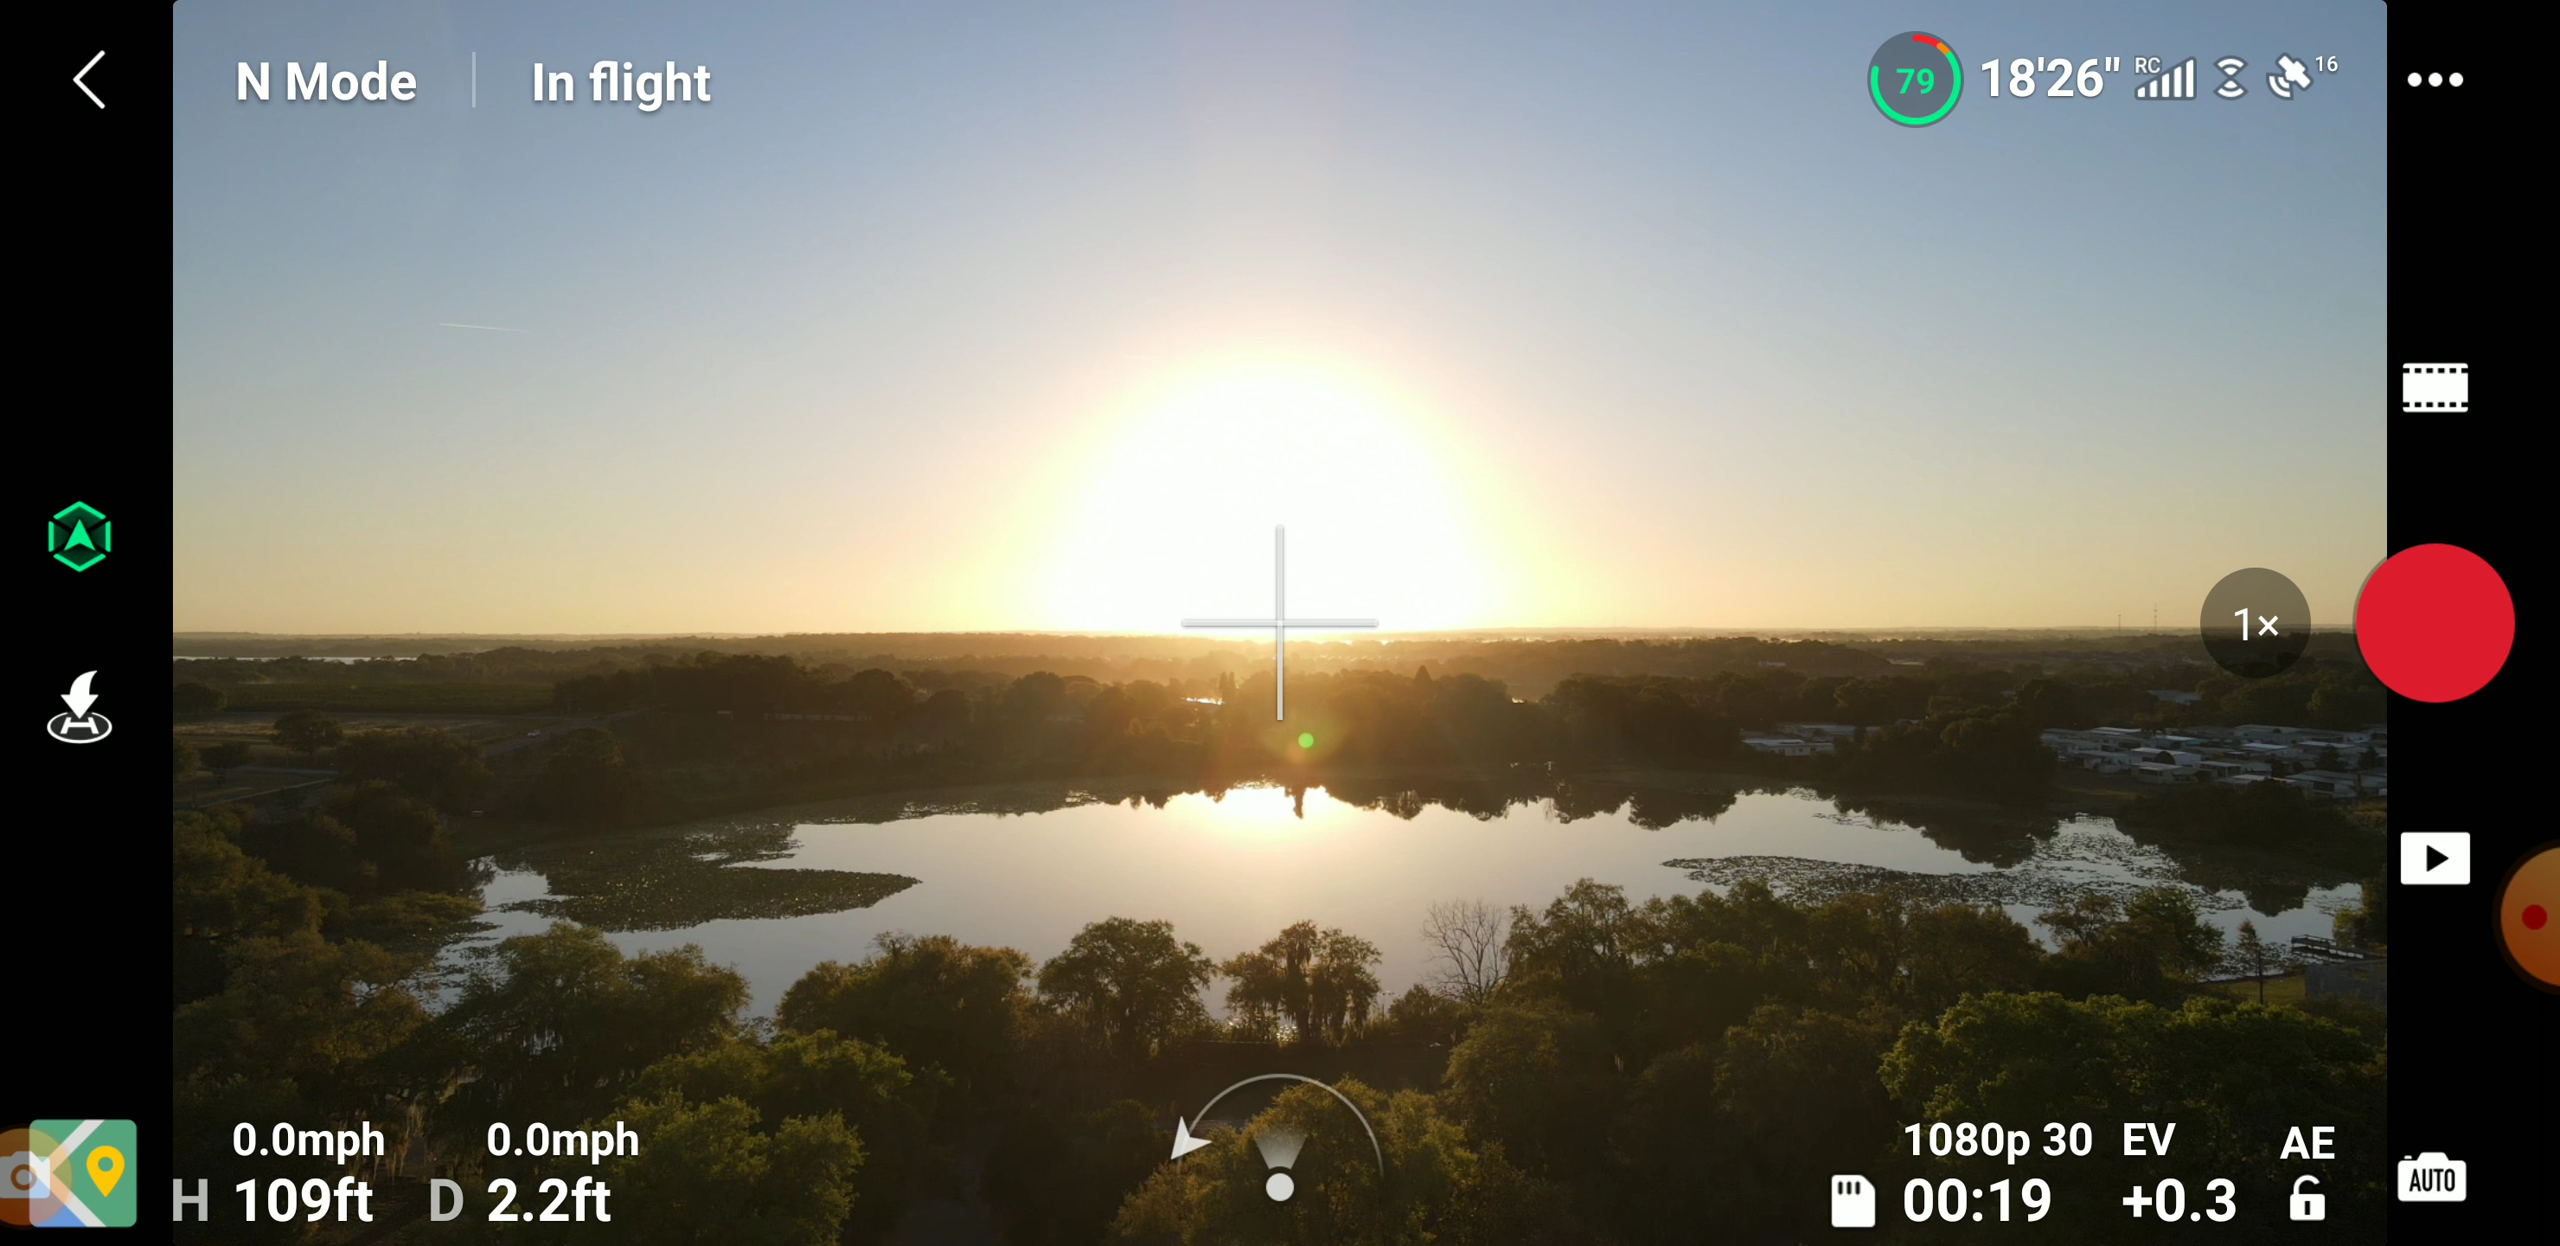 N Mode
In flight
79
18'26"
RC
16
1×
0.0mph
0.0mph
H 109ft
D 2.2ft
1080p 30
EV
AE
00:19
+0.3
AUTO